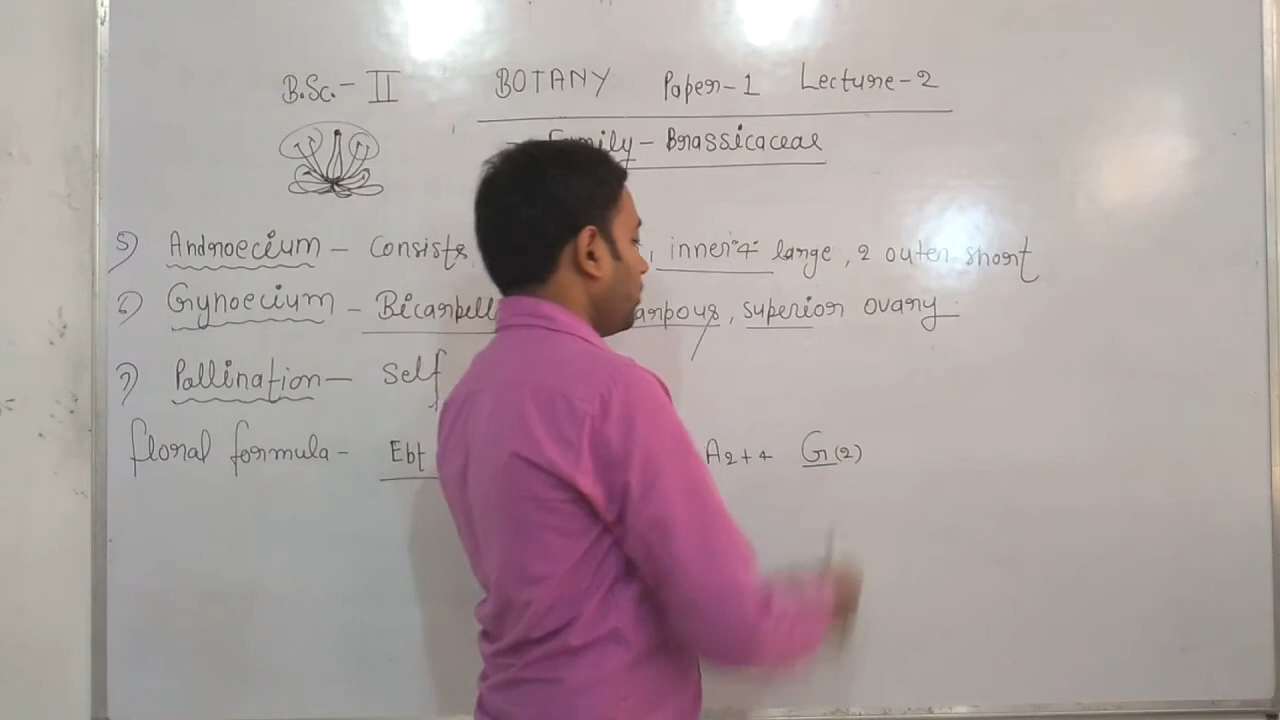 B.Sc.- II BOTANY Paper-1 Lecture-2
Family - Brassicaceae
5) Androecium - Consists , inner 4 large, 2 outer short
6) Gynoecium - Bicarpell arpous, superior ovary.
7) Pollination - Self
floral formula - Ebt A2+4 G(2)